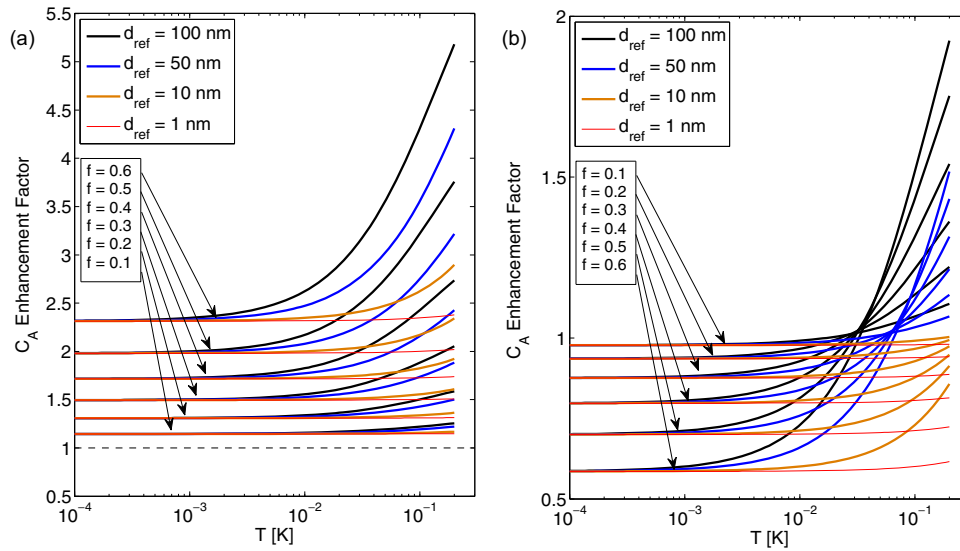 (a)
d_ref = 100 nm
d_ref = 50 nm
d_ref = 10 nm
d_ref = 1 nm
f = 0.6
f = 0.5
f = 0.4
f = 0.3
f = 0.2
f = 0.1
5.5
5
4.5
4
3.5
3
2.5
2
1.5
1
0.5
C_A Enhancement Factor
10^−4
10^−3
10^−2
10^−1
T [K]
(b)
d_ref = 100 nm
d_ref = 50 nm
d_ref = 10 nm
d_ref = 1 nm
f = 0.1
f = 0.2
f = 0.3
f = 0.4
f = 0.5
f = 0.6
2
1.5
1
0.5
C_A Enhancement Factor
10^−4
10^−3
10^−2
10^−1
T [K]